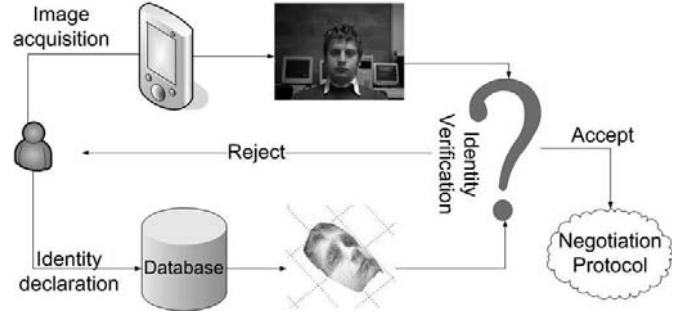 Image
acquisition
Identity
Verification
Reject
Accept
Identity
declaration
Database
Negotiation
Protocol